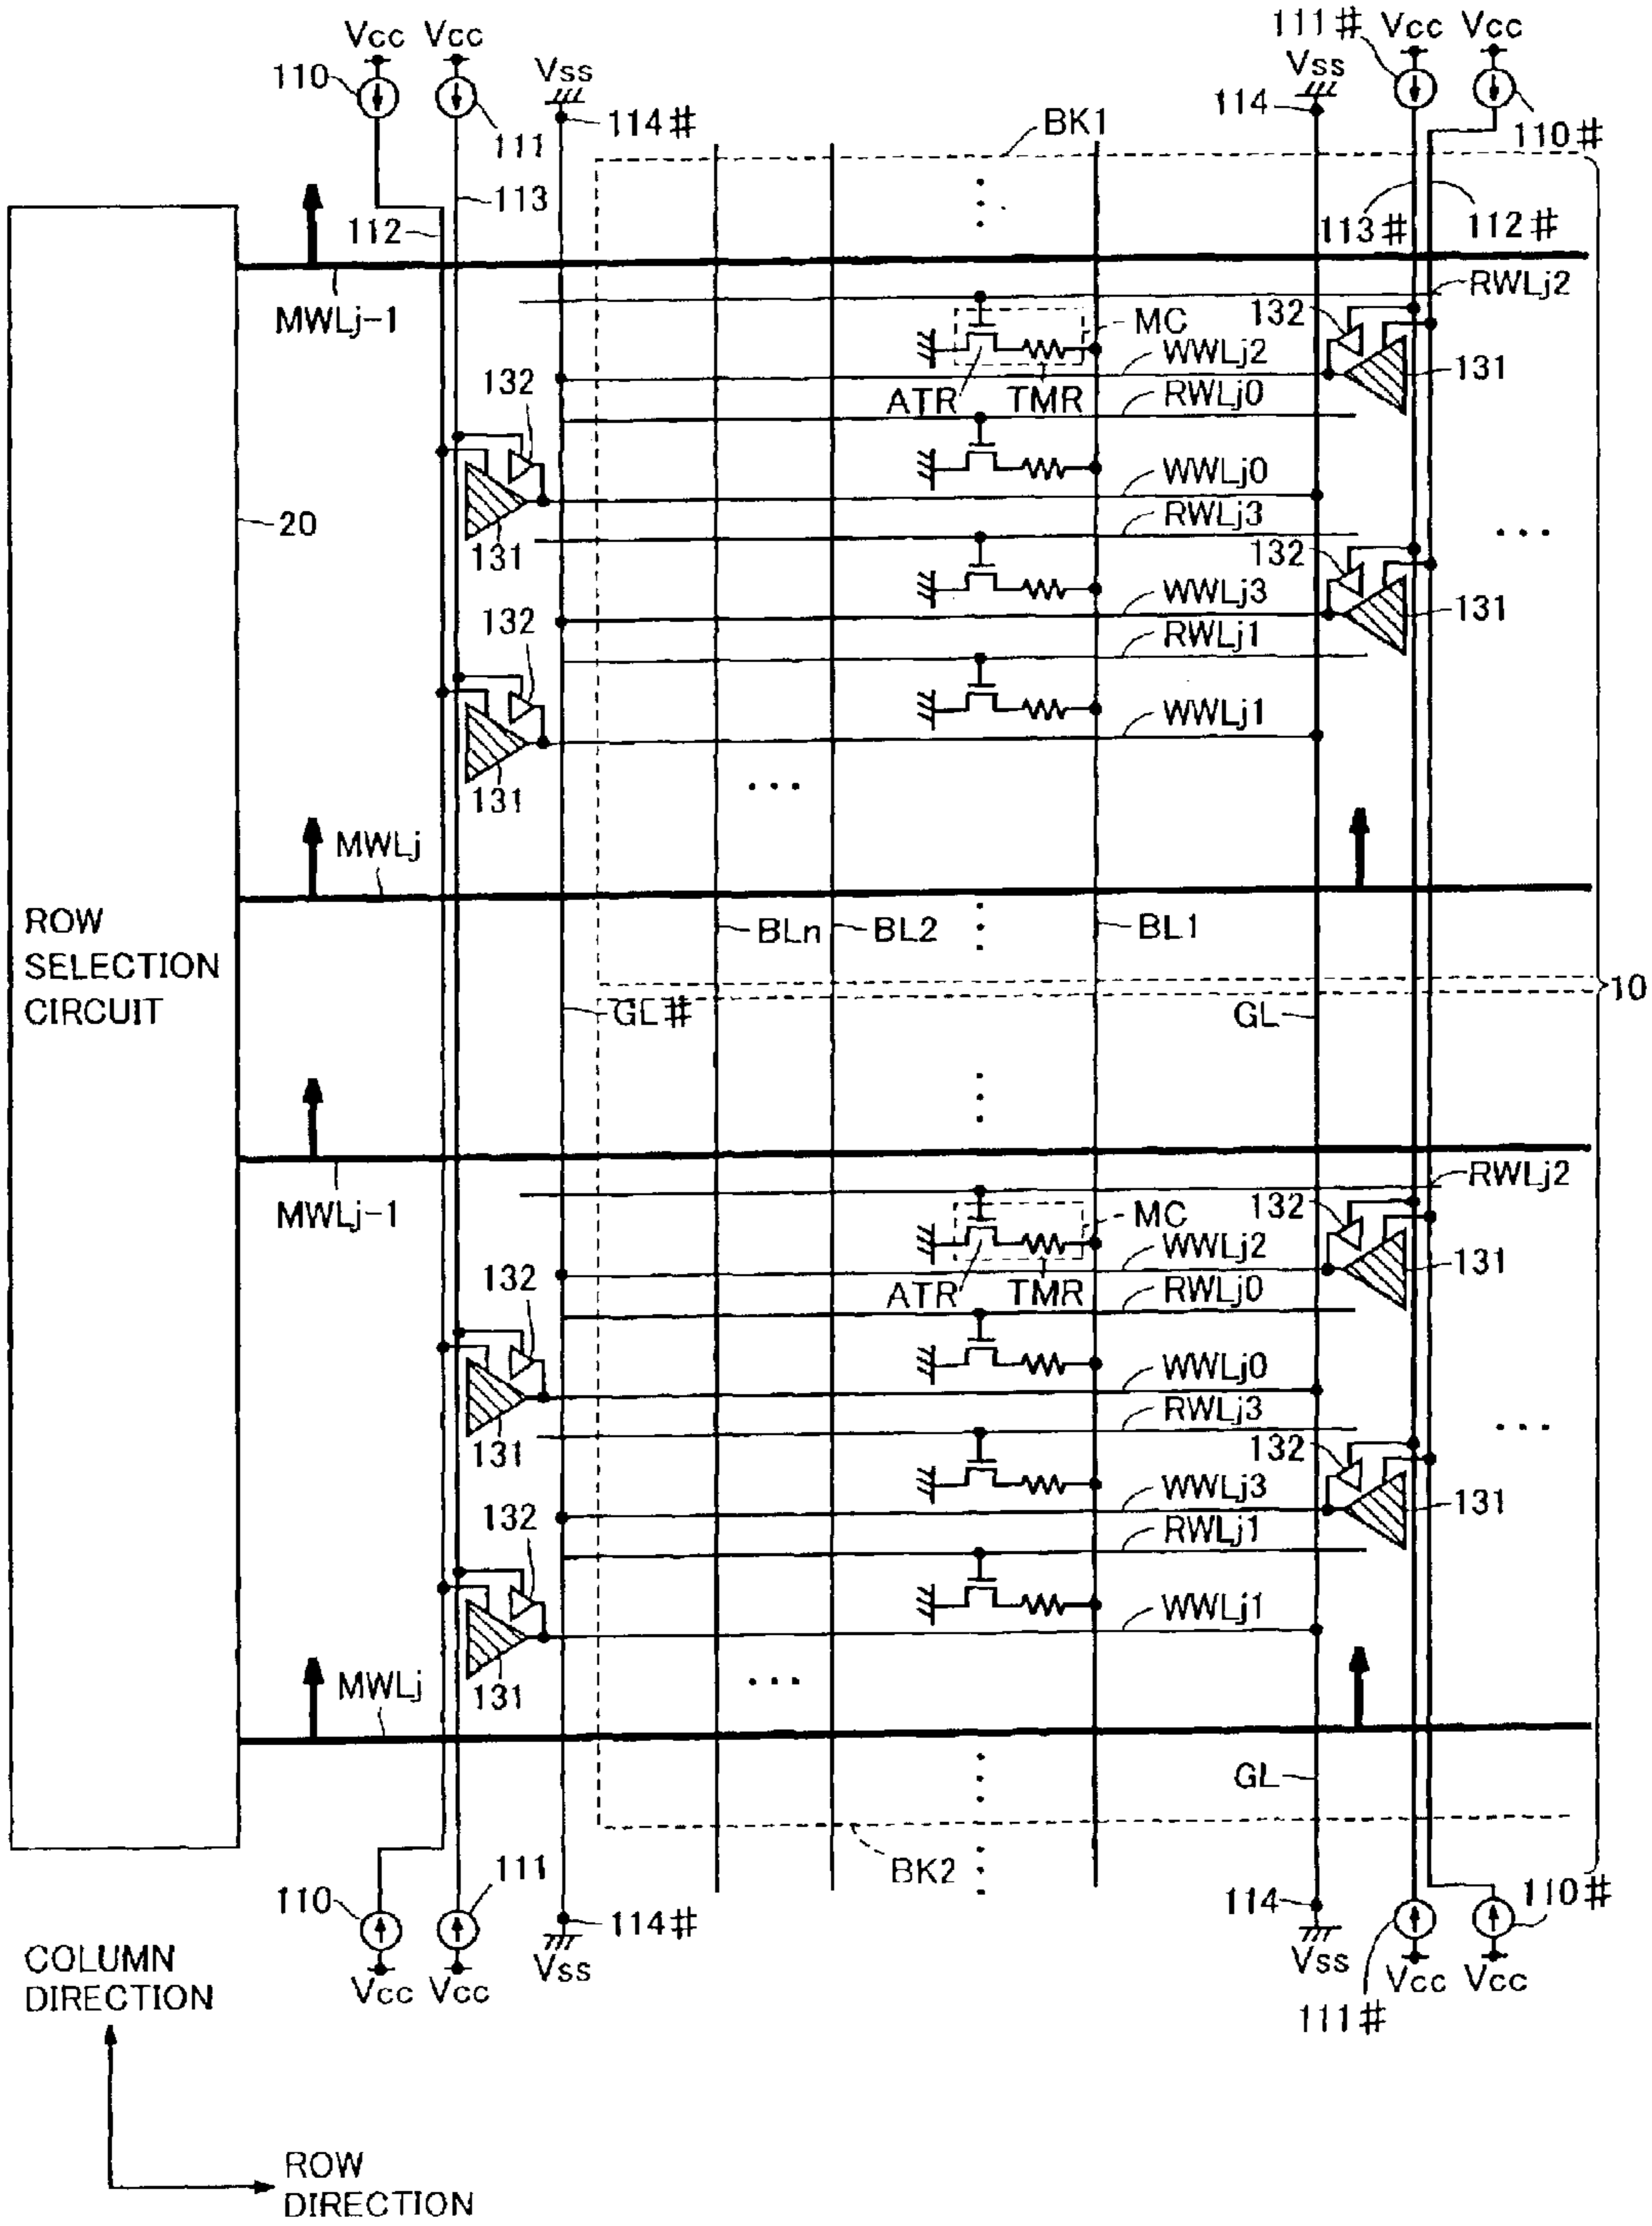 Vcc Vcc
110
111
Vss
114#
BK1
111# Vcc Vcc
Vss
114
110#
113
112
113# 112#
MWLj-1
RWLj2
132
MC
WWLj2
131
132
ATR TMR
RWLj0
WWLj0
20
RWLj3
131
132
...
132
WWLj3
131
RWLj1
WWLj1
131
...
MWLj
ROW
SELECTION
CIRCUIT
BLn
BL2
BL1
10
GL#
GL
MWLj-1
RWLj2
132
MC
WWLj2
131
132
ATR TMR
RWLj0
WWLj0
RWLj3
131
132
...
132
WWLj3
131
RWLj1
WWLj1
131
...
MWLj
GL
BK2
110
111
114#
Vss
114
Vss
110#
Vcc Vcc
Vcc Vcc
111#
COLUMN
DIRECTION
ROW
DIRECTION